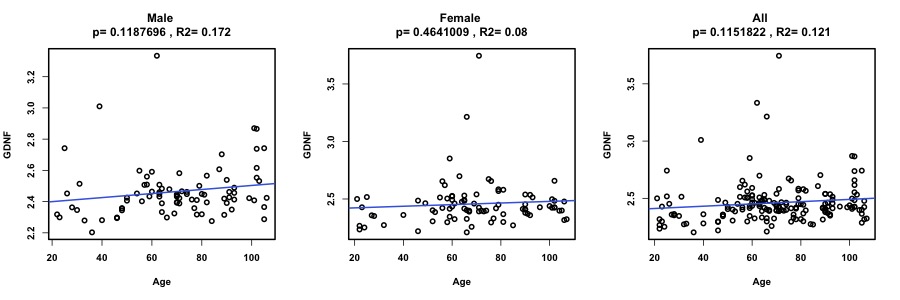 Male
p= 0.1187696 , R2= 0.172
GDNF
3.2
3.0
2.8
2.6
2.4
2.2
20 40 60 80 100
Age
Female
p= 0.4641009 , R2= 0.08
GDNF
3.5
3.0
2.5
20 40 60 80 100
Age
All
p= 0.1151822 , R2= 0.121
GDNF
3.5
3.0
2.5
20 40 60 80 100
Age